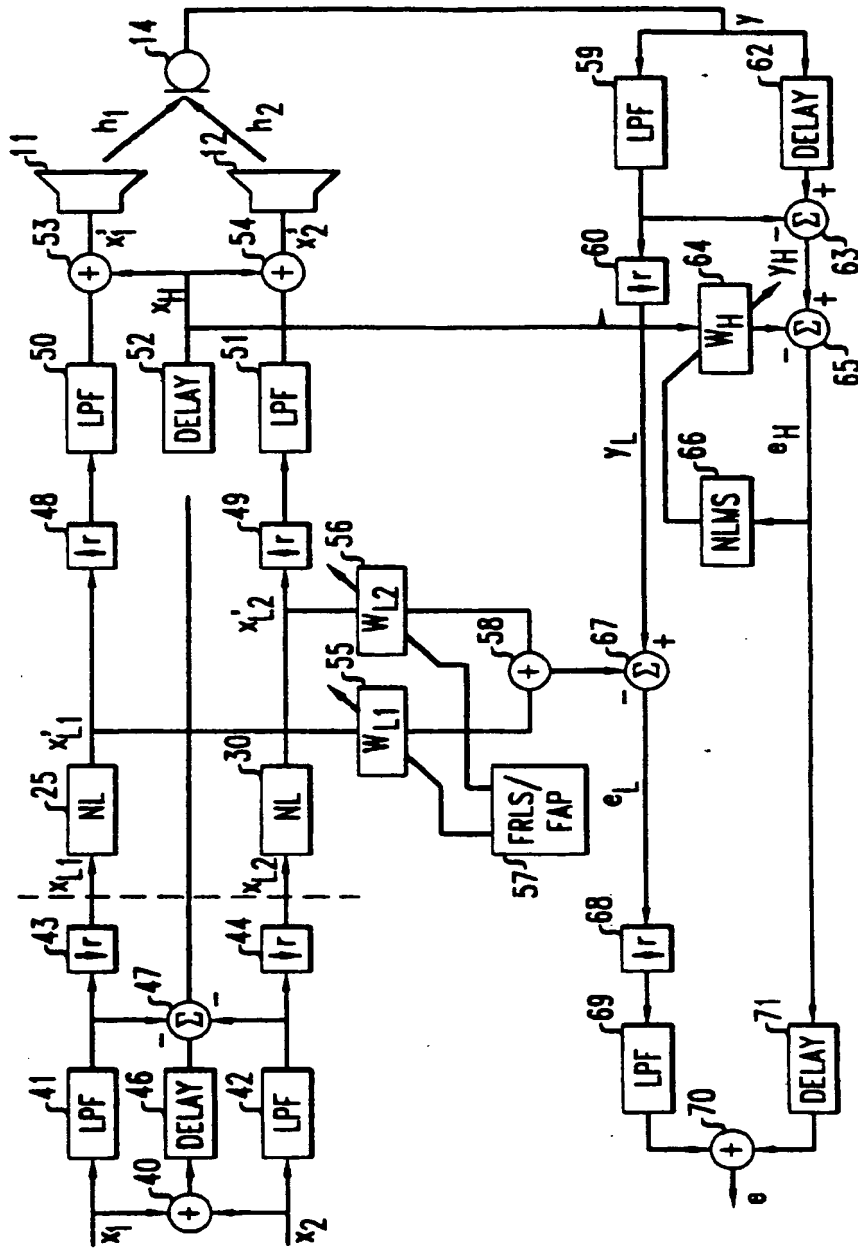 x1
41
LPF
43
↓r
xL1
25
NL
x'L1
48
↑r
50
LPF
53
+
x'1
11
h1
14
40
+
46
DELAY
47
Σ
-
-
52
DELAY
xH
x2
42
LPF
44
↓r
xL2
30
NL
x'L2
49
↑r
51
LPF
54
+
x'2
12
h2
55
WL1
56
WL2
57
FRLS/
FAP
58
+
-
67
Σ
+
yL
60
↓r
59
LPF
y
62
DELAY
+
-
Σ
63
64
WH
yH
+
-
Σ
65
66
NLMS
eH
eL
68
↑r
69
LPF
70
+
e
71
DELAY